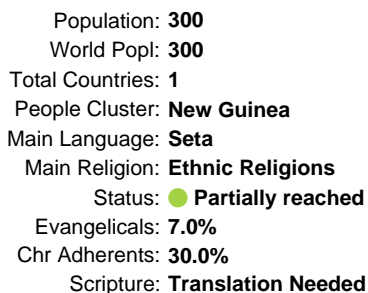 Population: 300
World Popl: 300
Total Countries: 1
People Cluster: New Guinea
Main Language: Seta
Main Religion: Ethnic Religions
Status: Partially reached
Evangelicals: 7.0%
Chr Adherents: 30.0%
Scripture: Translation Needed